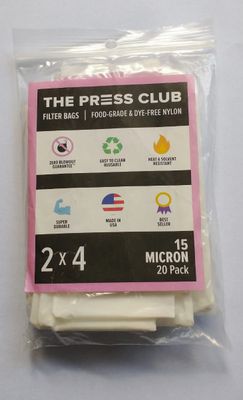 THE PRESS CLUB
FILTER BAGS | FOOD-GRADE & DYE-FREE NYLON
ZERO BLOWOUT
GUARANTEE
EASY TO CLEAN
REUSABLE
HEAT & SOLVENT
RESISTANT
SUPER
DURABLE
MADE IN
USA
BEST
SELLER
2 x 4
15
MICRON
20 Pack